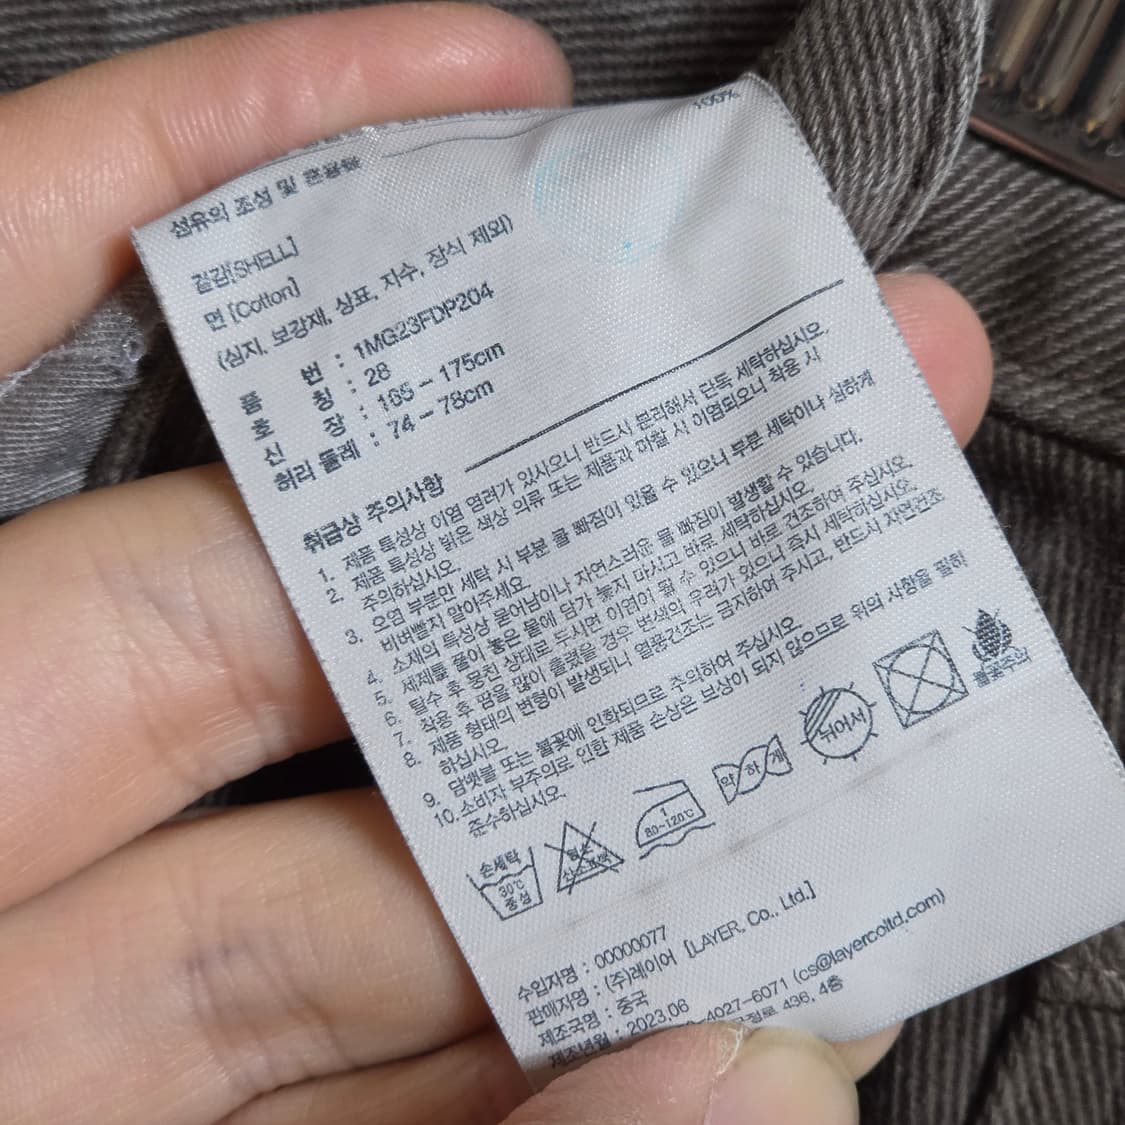 섬유의 조성 및 혼용률
겉감[SHELL]
면 [Cotton] 100%
(심지, 보강재, 상표, 자수, 장식 제외)
품 번 : 1MG23FDP204
호 칭 : 28
신 장 : 165 - 175cm
허리 둘레 : 74 - 78cm
취급상 주의사항
1. 제품 특성상 이염 염려가 있사오니 반드시 분리해서 단독 세탁하십시오.
2. 제품 특성상 밝은 색상 의류 또는 제품과 마찰 시 이염되오니 착용 시
주의하십시오.
3. 오염 부분만 세탁 시 부분 물 빠짐이 있을 수 있으니 부분 세탁이나 심하게
비벼빨지 말아주세요.
4. 소재의 특성상 묻어남이나 자연스러운 물 빠짐이 발생할 수 있습니다.
5. 세제를 풀어 놓은 물에 담가 놓지 마시고 바로 세탁하십시오.
6. 탈수 후 뭉친 상태로 두시면 이염이 될 수 있으니 바로 건조하여 주십시오.
7. 착용 후 땀을 많이 흘렸을 경우 변색의 우려가 있으니 즉시 세탁하십시오.
8. 제품 형태의 변형이 발생되니 열풍건조는 금지하여 주시고, 반드시 자연건조
하십시오.
9. 담뱃불 또는 불꽃에 인화되므로 주의하여 주십시오.
10. 소비자 부주의로 인한 제품 손상은 보상이 되지 않으므로 위의 사항을 필히
준수하십시오.
손세탁
30℃
중성
염소
산소표백
1
80~120℃
약하게
뉘어서
불꽃주의
수입자명 : 00000077
판매자명 : (주)레이어 [LAYER. Co., Ltd.]
제조국명 : 중국
제조년월 : 2023.06
-4027-6071 (cs@layercoltd.com)
436, 4층